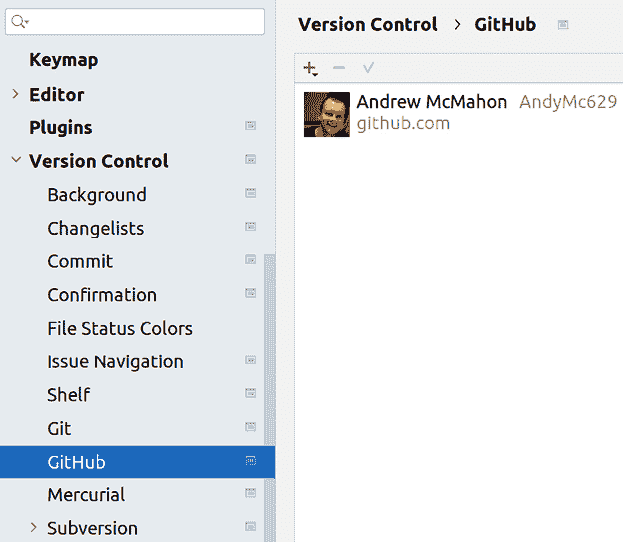 Keymap
Editor
Plugins
Version Control
Background
Changelists
Commit
Confirmation
File Status Colors
Issue Navigation
Shelf
Git
GitHub
Mercurial
Subversion
Version Control > GitHub
Andrew McMahon AndyMc629
github.com